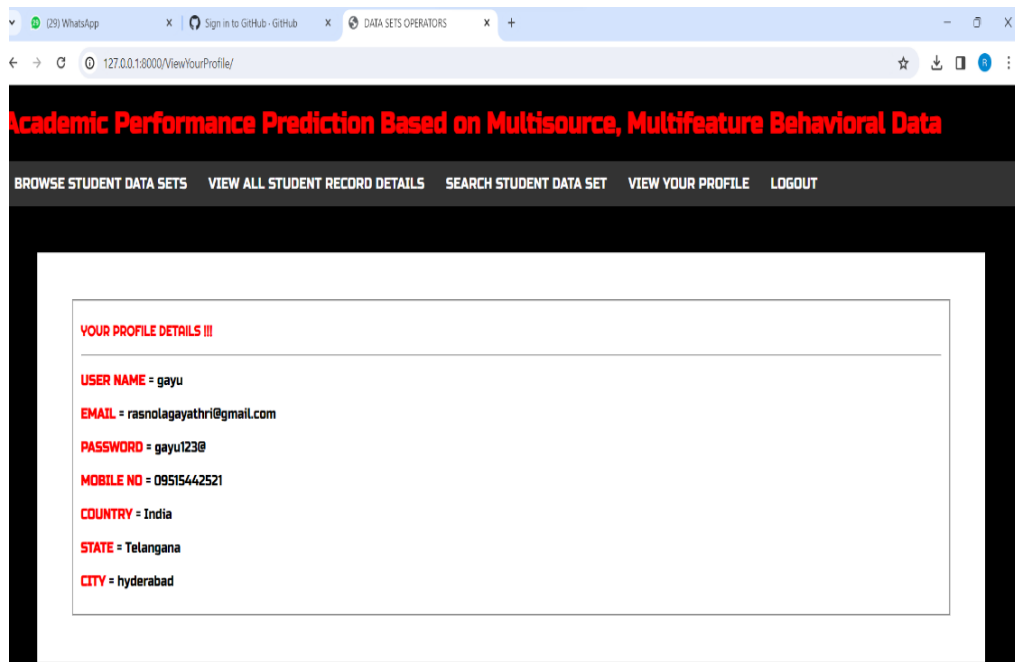 (29) WhatsApp
Sign in to GitHub · GitHub
DATA SETS OPERATORS
127.0.0.1:8000/ViewYourProfile/
R
Academic Performance Prediction Based on Multisource, Multifeature Behavioral Data
BROWSE STUDENT DATA SETS VIEW ALL STUDENT RECORD DETAILS SEARCH STUDENT DATA SET VIEW YOUR PROFILE LOGOUT
YOUR PROFILE DETAILS !!!
USER NAME = gayu
EMAIL = rasnolagayathri@gmail.com
PASSWORD = gayu123@
MOBILE NO = 09515442521
COUNTRY = India
STATE = Telangana
CITY = hyderabad